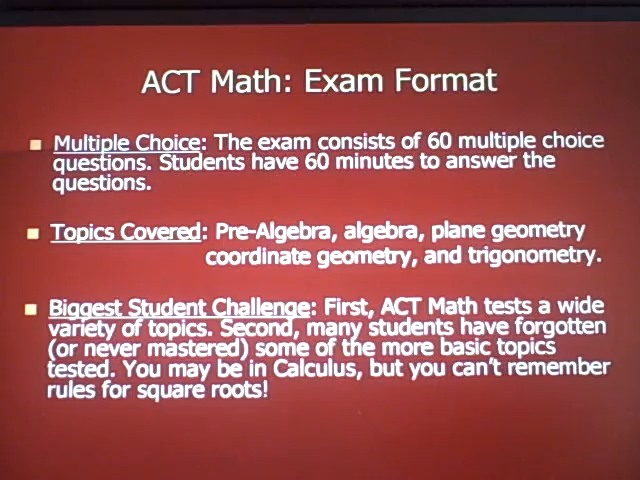 ACT Math: Exam Format
Multiple Choice: The exam consists of 60 multiple choice
questions. Students have 60 minutes to answer the
questions.
Topics Covered: Pre-Algebra, algebra, plane geometry
coordinate geometry, and trigonometry.
Biggest Student Challenge: First, ACT Math tests a wide
variety of topics. Second, many students have forgotten
(or never mastered) some of the more basic topics
tested. You may be in Calculus, but you can't remember
rules for square roots!